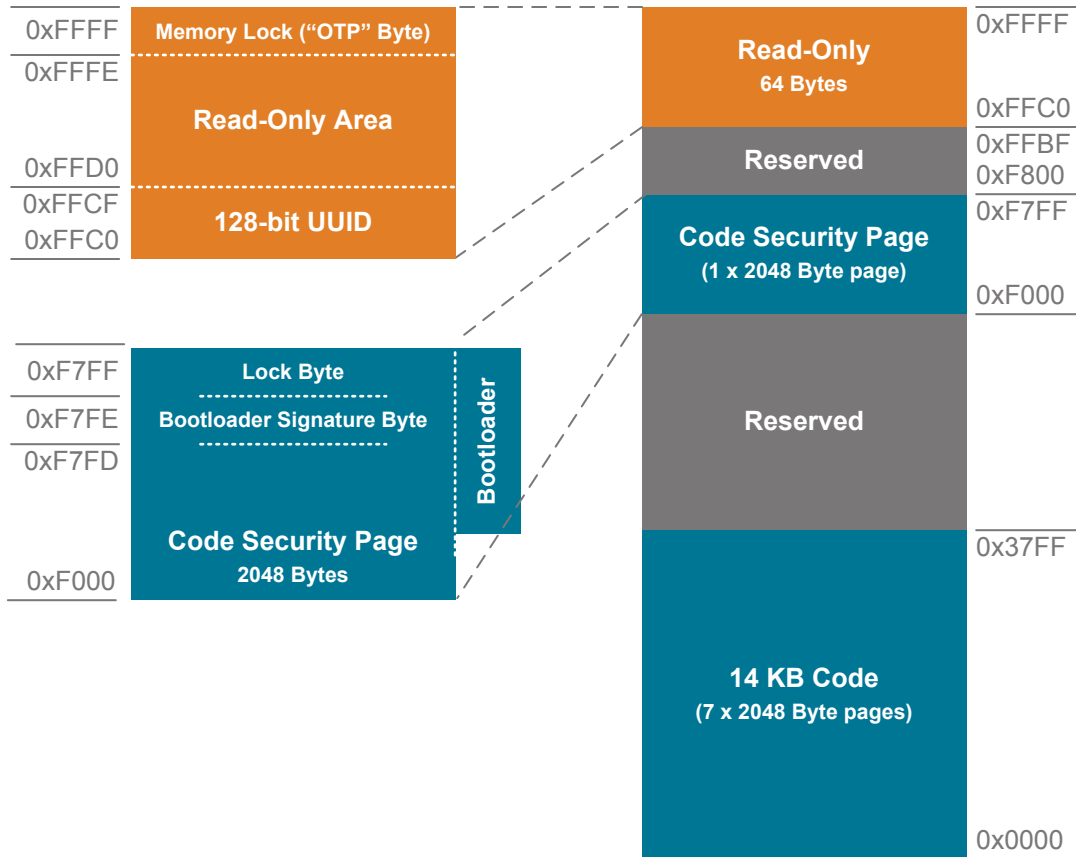 0xFFFF
Memory Lock (“OTP” Byte)
0xFFFE
Read-Only Area
0xFFD0
0xFFCF
128-bit UUID
0xFFC0
0xF7FF
Lock Byte
0xF7FE
Bootloader Signature Byte
0xF7FD
Bootloader
Code Security Page
2048 Bytes
0xF000
0xFFFF
Read-Only
64 Bytes
0xFFC0
0xFFBF
Reserved
0xF800
0xF7FF
Code Security Page
(1 x 2048 Byte page)
0xF000
Reserved
0x37FF
14 KB Code
(7 x 2048 Byte pages)
0x0000